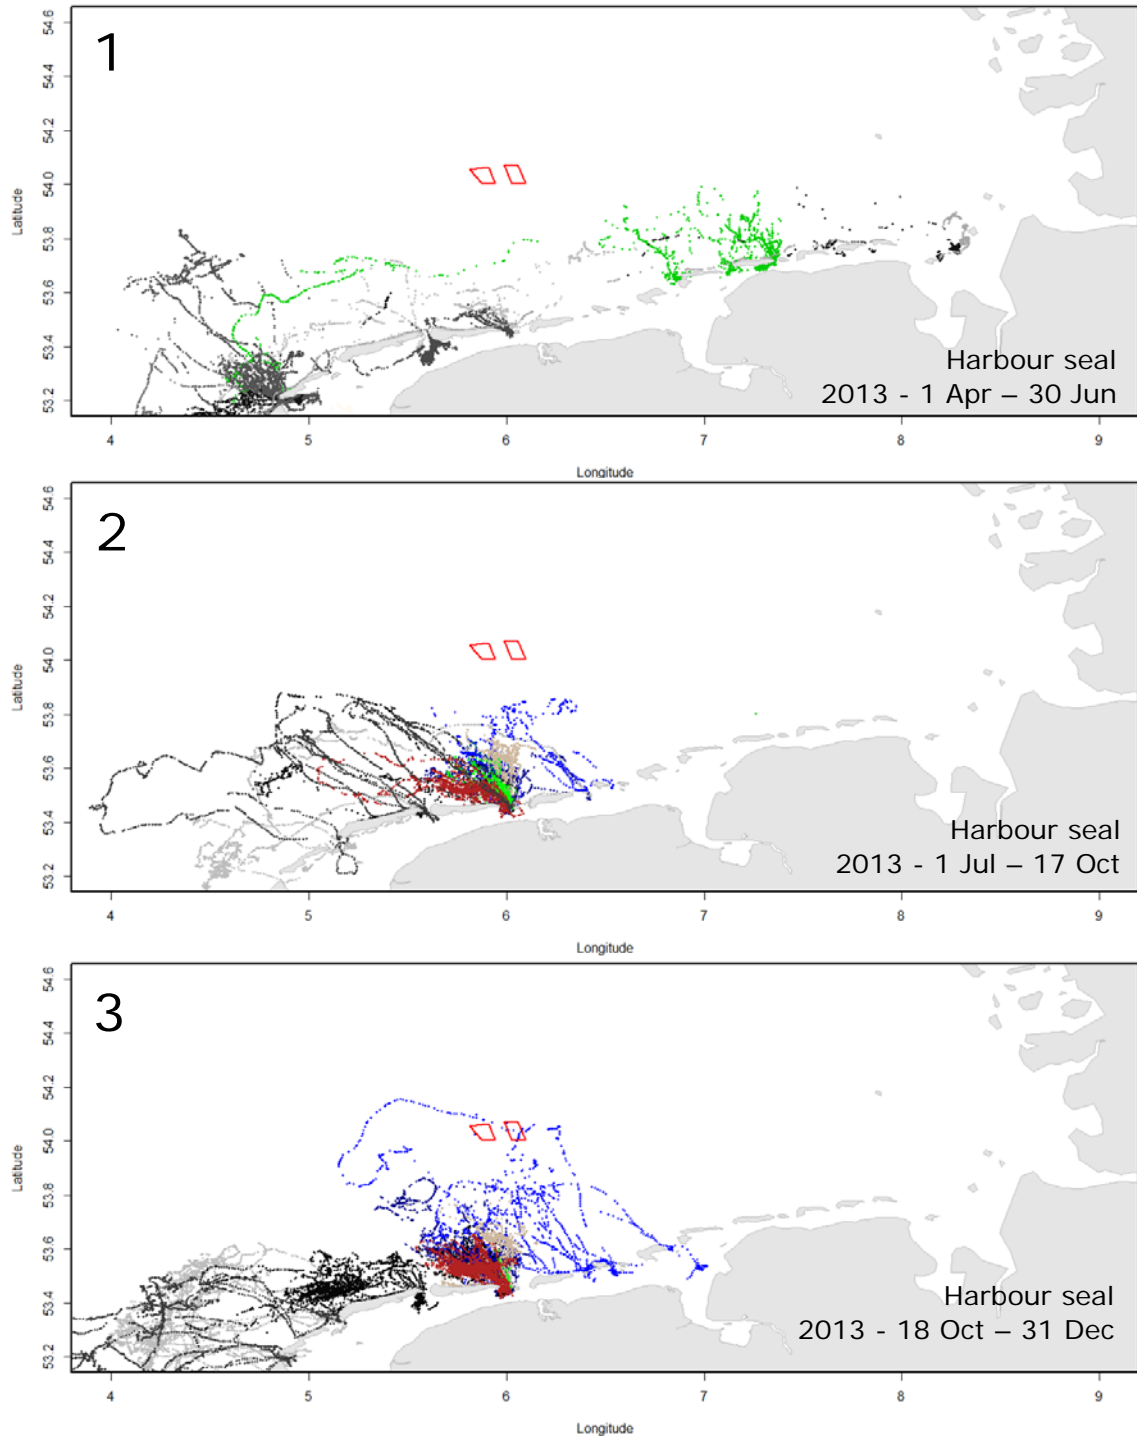 1
54.6
54.4
54.2
54.0
53.8
53.6
53.4
53.2
Latitude
Harbour seal
2013 - 1 Apr – 30 Jun
4 5 6 7 8 9
Longitude
2
54.6
54.4
54.2
54.0
53.8
53.6
53.4
53.2
Latitude
Harbour seal
2013 - 1 Jul – 17 Oct
4 5 6 7 8 9
Longitude
3
54.6
54.4
54.2
54.0
53.8
53.6
53.4
53.2
Latitude
Harbour seal
2013 - 18 Oct – 31 Dec
4 5 6 7 8 9
Longitude